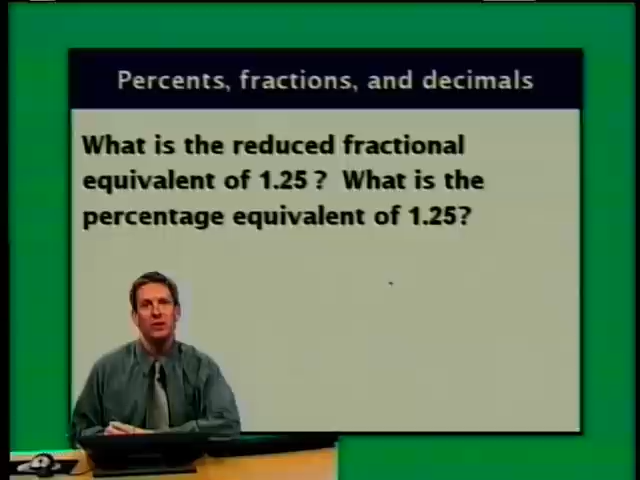 Percents, fractions, and decimals
What is the reduced fractional
equivalent of 1.25 ? What is the
percentage equivalent of 1.25?